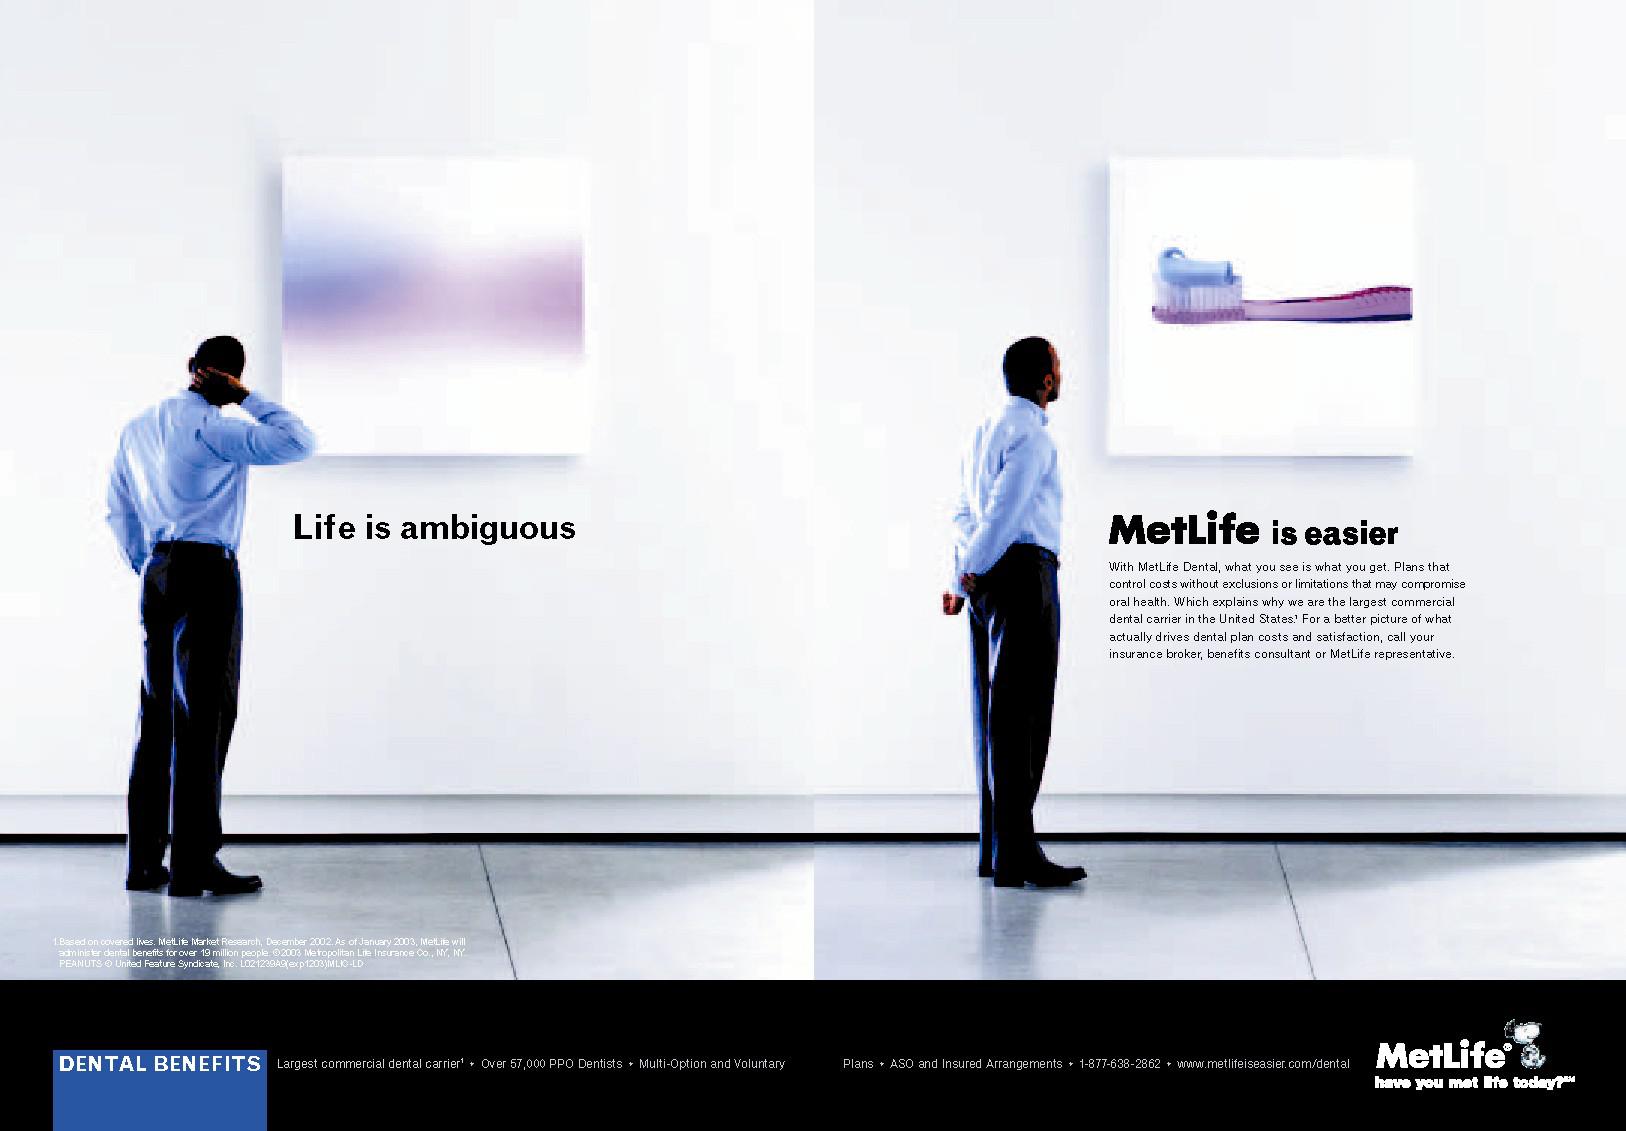 Life is ambiguous
MetLife is easier
With MetLife Dental, what you see is what you get. Plans that
control costs without exclusions or limitations that may compromise
oral health. Which explains why we are the largest commercial
dental carrier in the United States.¹ For a better picture of what
actually drives dental plan costs and satisfaction, call your
insurance broker, benefits consultant or MetLife representative.
1.Based on covered lives. MetLife Market Research, December 2002. As of January 2003, MetLife will
administer dental benefits for over 19 million people. ©2003 Metropolitan Life Insurance Co., NY, NY.
PEANUTS © United Feature Syndicate, Inc. L021239A9(exp1203)MLIC-LD
DENTAL BENEFITS Largest commercial dental carrier¹ • Over 57,000 PPO Dentists • Multi-Option and Voluntary Plans • ASO and Insured Arrangements • 1-877-638-2862 • www.metlifeiseasier.com/dental
MetLife®
have you met life today?℠